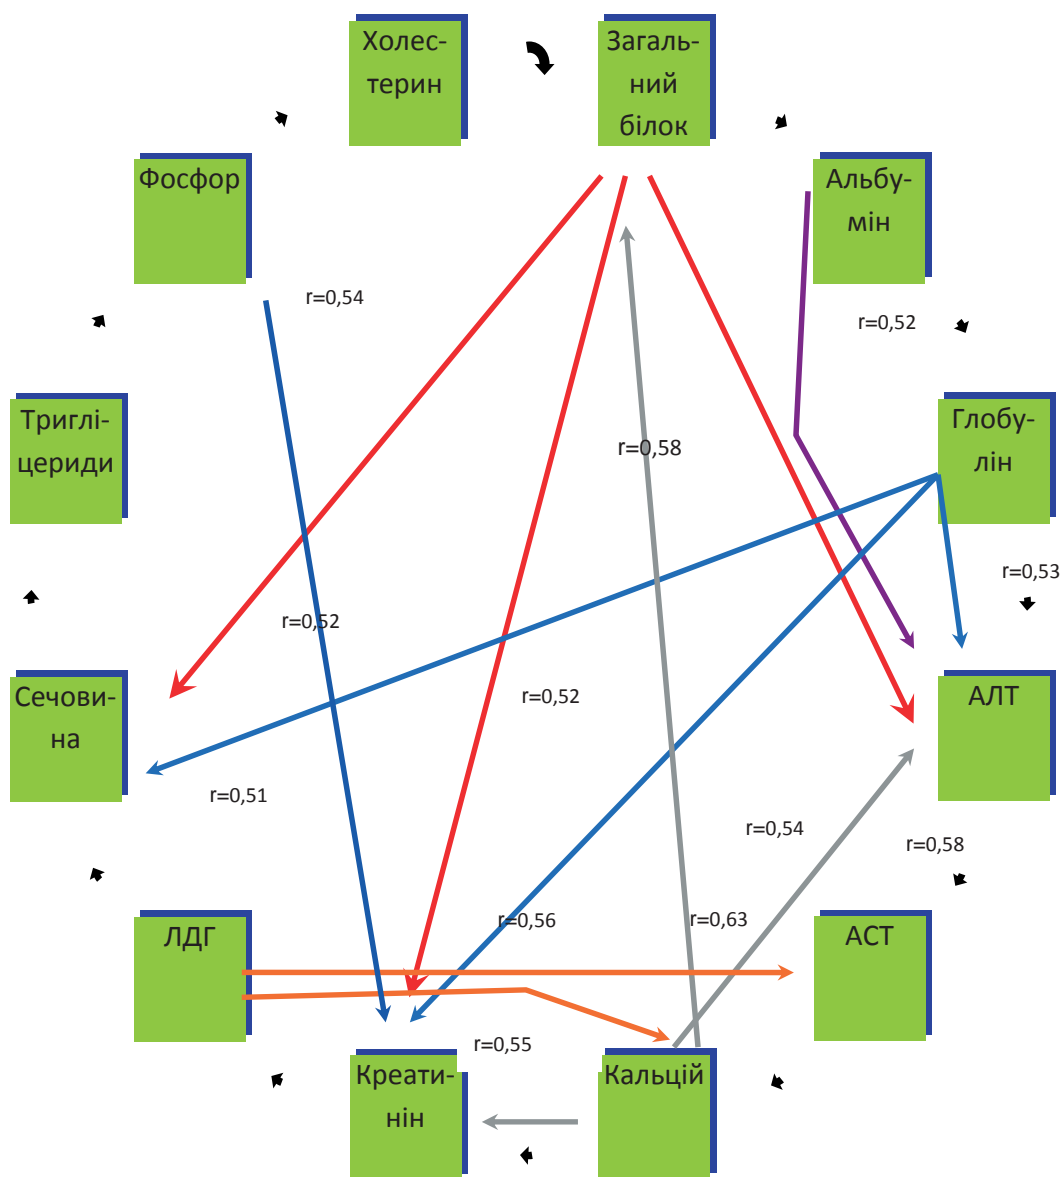 Холес-
терин
Загаль-
ний
білок
Фосфор
Альбу-
мін
r=0,54
r=0,52
Тригліl-
цериди
Глобу-
лін
r=0,58
r=0,53
r=0,52
Сечови-
на
r=0,52
АЛТ
r=0,51
r=0,54
r=0,58
ЛДГ
r=0,56
r=0,63
АСТ
r=0,55
Креати-
нін
Кальцій